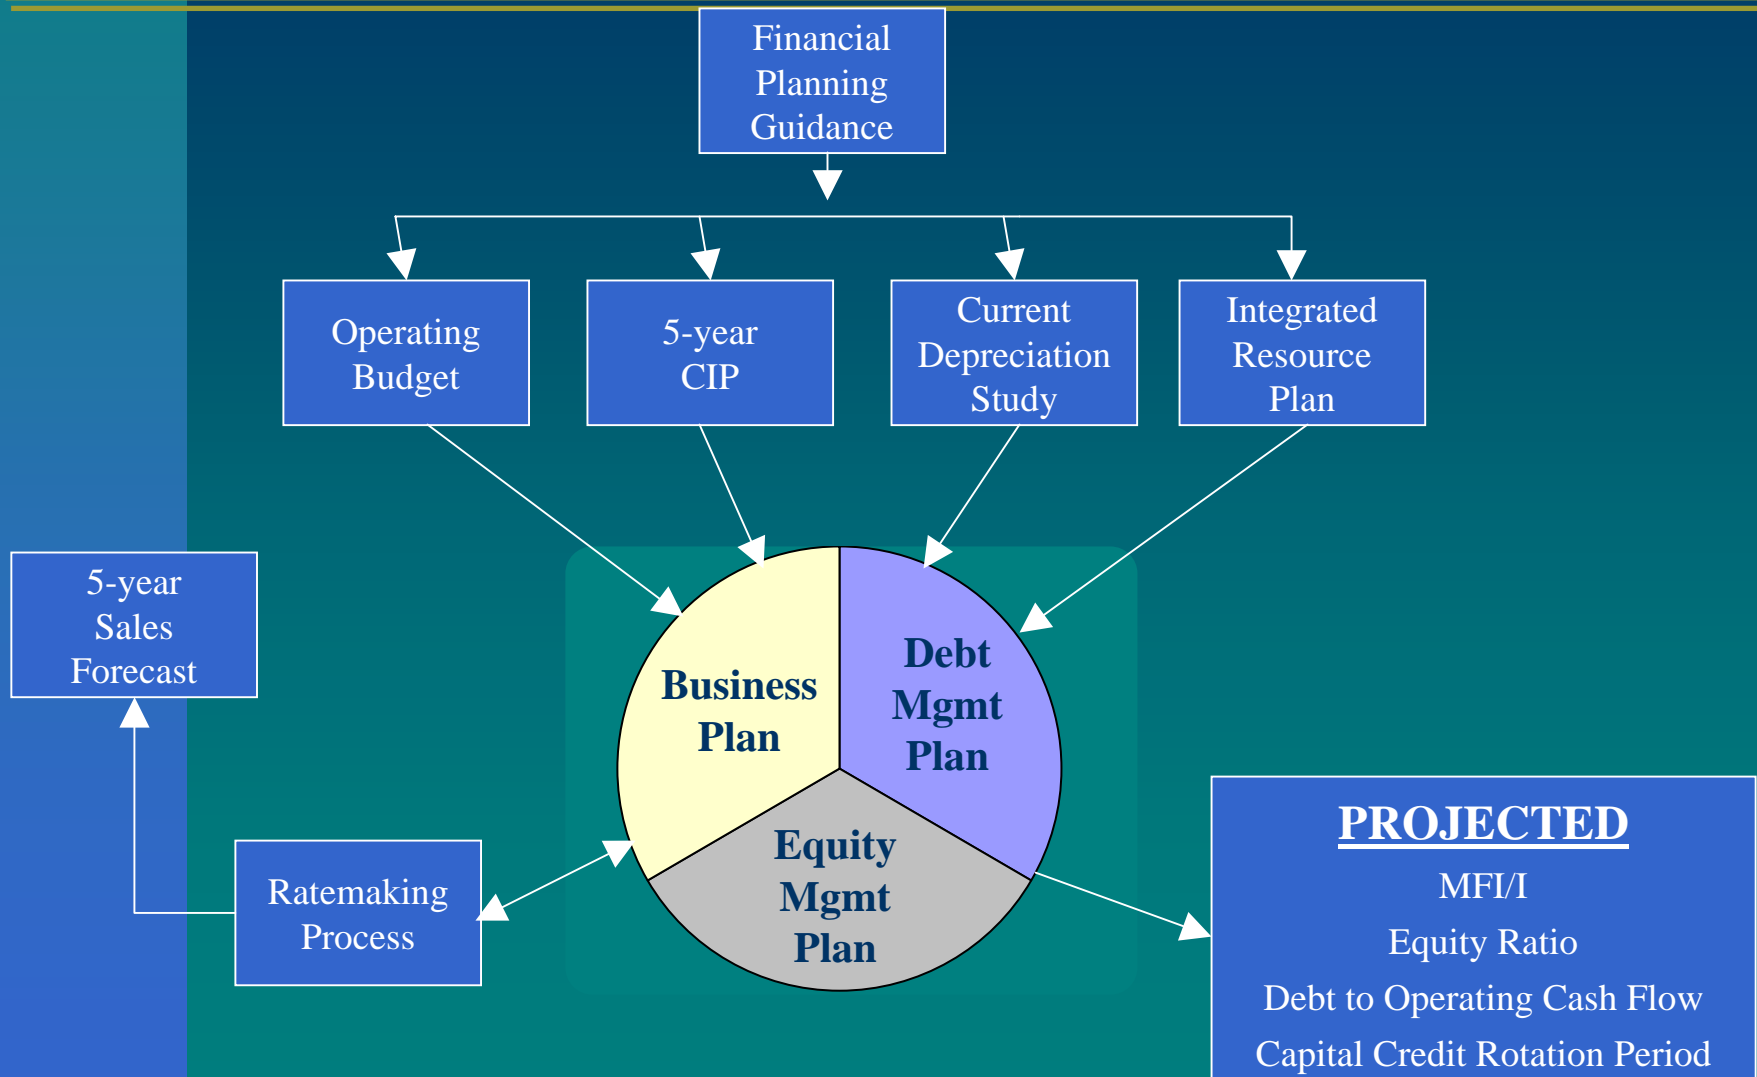 Financial
Planning
Guidance
Operating
Budget
5-year
CIP
Current
Depreciation
Study
Integrated
Resource
Plan
5-year
Sales
Forecast
Business
Plan
Debt
Mgmt
Plan
Equity
Mgmt
Plan
Ratemaking
Process
PROJECTED
MFI/I
Equity Ratio
Debt to Operating Cash Flow
Capital Credit Rotation Period